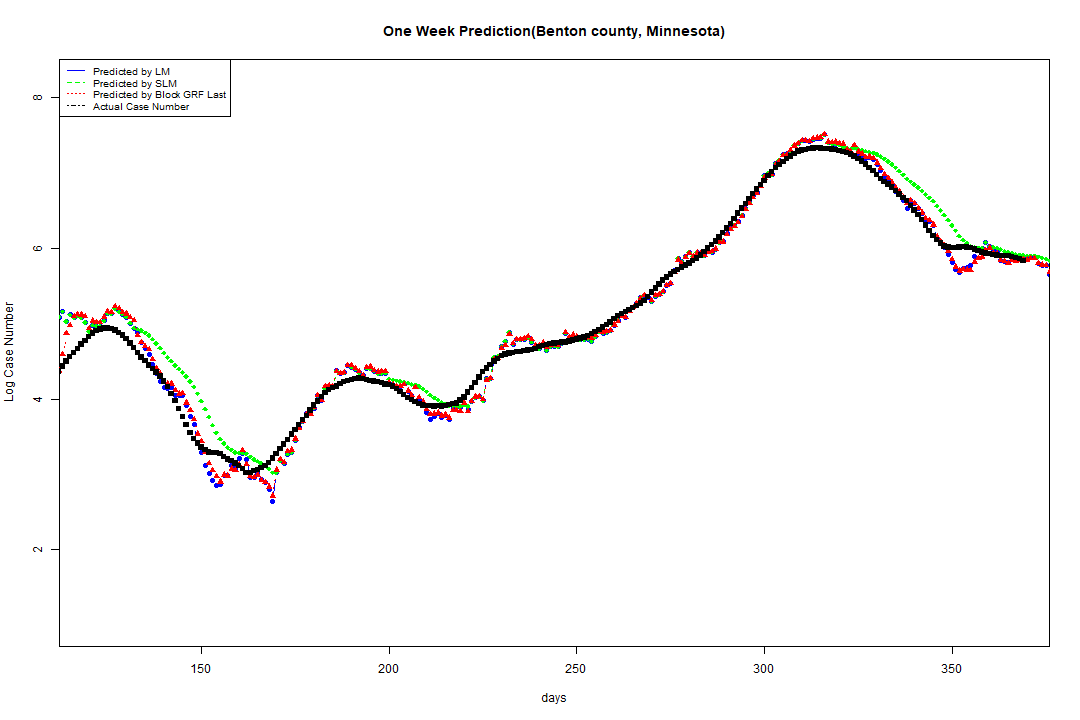 One Week Prediction(Benton county, Minnesota)
Predicted by LM
Predicted by SLM
Predicted by Block GRF Last
Actual Case Number
8
6
4
2
Log Case Number
150 200 250 300 350
days